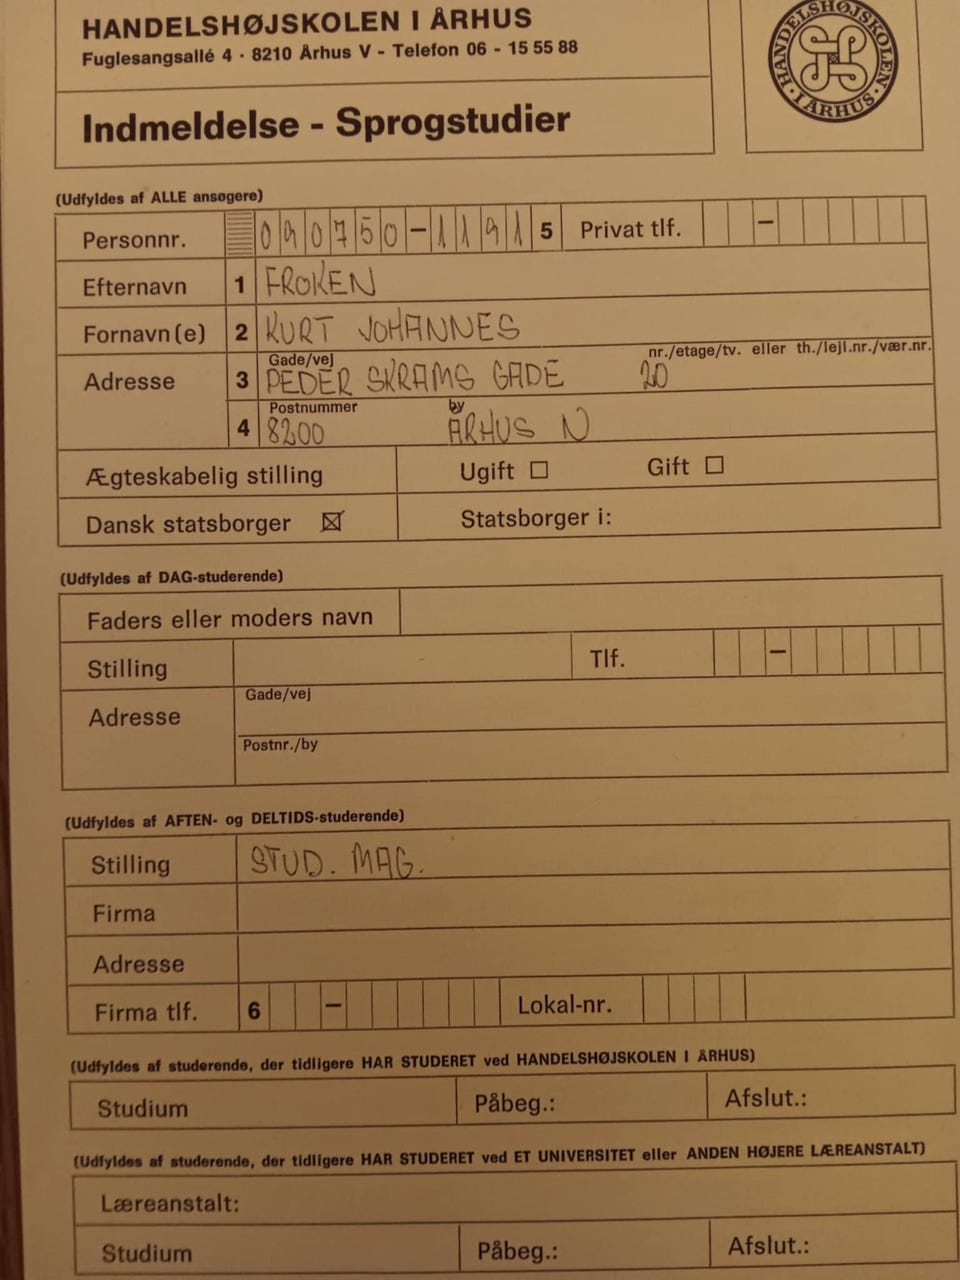 HANDELSHØJSKOLEN I ÅRHUS
Fuglesangsallé 4 · 8210 Århus V - Telefon 06 - 15 55 88
HANDELSHØJSKOLEN · I ÅRHUS ·
Indmeldelse - Sprogstudier
(Udfyldes af ALLE ansøgere)
Personnr. 090750-1191 5 Privat tlf. –
Efternavn 1 FROKEN
Fornavn(e) 2 KURT JOHANNES
Gade/vej nr./etage/tv. eller th./lejl.nr./vær.nr.
Adresse 3 PEDER SKRAMS GADE 20
Postnummer by
4 8200 ÅRHUS N
Ægteskabelig stilling Ugift ☐ Gift ☐
Dansk statsborger ☒ Statsborger i:
(Udfyldes af DAG-studerende)
Faders eller moders navn
Stilling Tlf. –
Gade/vej
Adresse
Postnr./by
(Udfyldes af AFTEN- og DELTIDS-studerende)
Stilling STUD. MAG.
Firma
Adresse
Firma tlf. 6 – Lokal-nr.
(Udfyldes af studerende, der tidligere HAR STUDERET ved HANDELSHØJSKOLEN I ÅRHUS)
Studium Påbeg.: Afslut.:
(Udfyldes af studerende, der tidligere HAR STUDERET ved ET UNIVERSITET eller ANDEN HØJERE LÆREANSTALT)
Læreanstalt:
Studium Påbeg.: Afslut.: